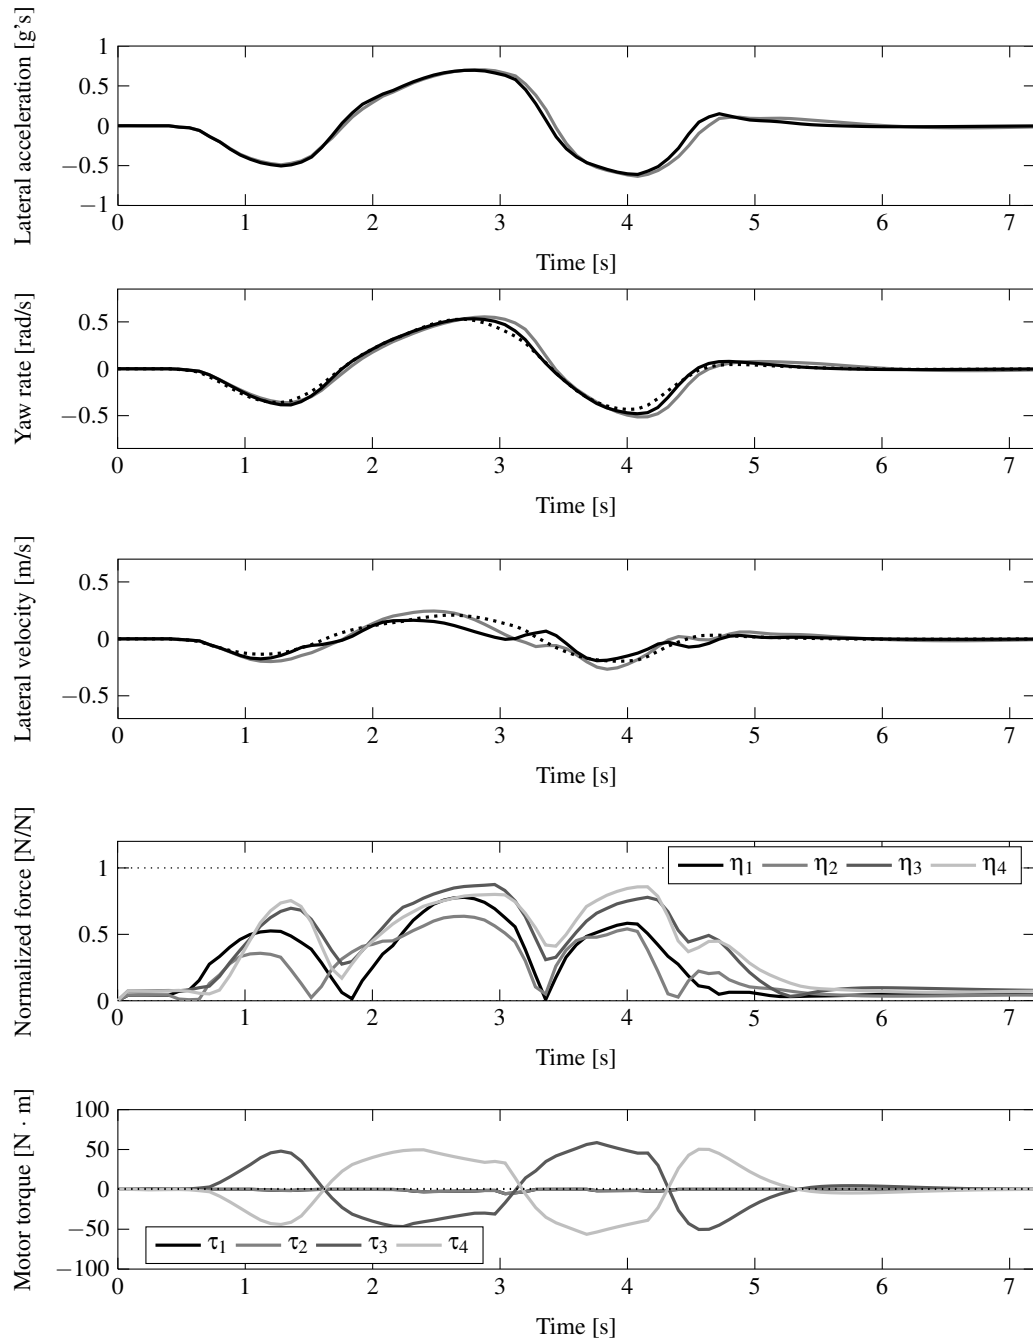 Lateral acceleration [g's]
1
0.5
0
−0.5
−1
0 1 2 3 4 5 6 7
Time [s]
Yaw rate [rad/s]
0.5
0
−0.5
0 1 2 3 4 5 6 7
Time [s]
Lateral velocity [m/s]
0.5
0
−0.5
0 1 2 3 4 5 6 7
Time [s]
Normalized force [N/N]
1
0.5
0
η1 η2 η3 η4
0 1 2 3 4 5 6 7
Time [s]
Motor torque [N · m]
100
50
0
−50
−100
τ1 τ2 τ3 τ4
0 1 2 3 4 5 6 7
Time [s]